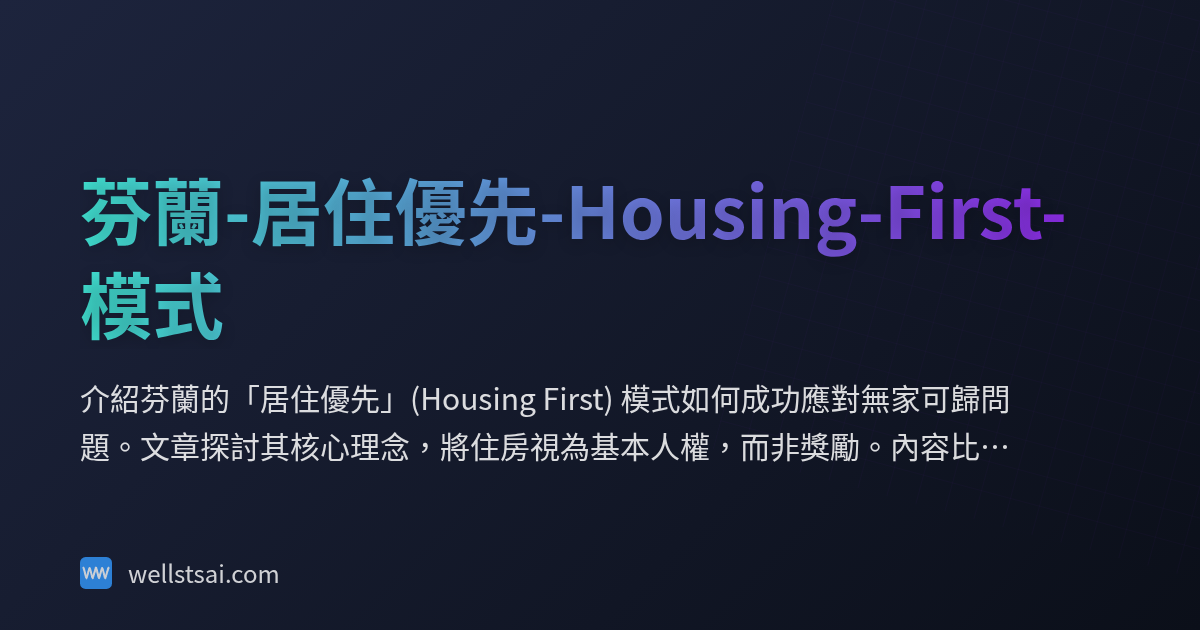 芬蘭-居住優先-Housing-First-
模式
介紹芬蘭的「居住優先」(Housing First) 模式如何成功應對無家可歸問
題。文章探討其核心理念，將住房視為基本人權，而非獎勵。內容比…
W wellstsai.com